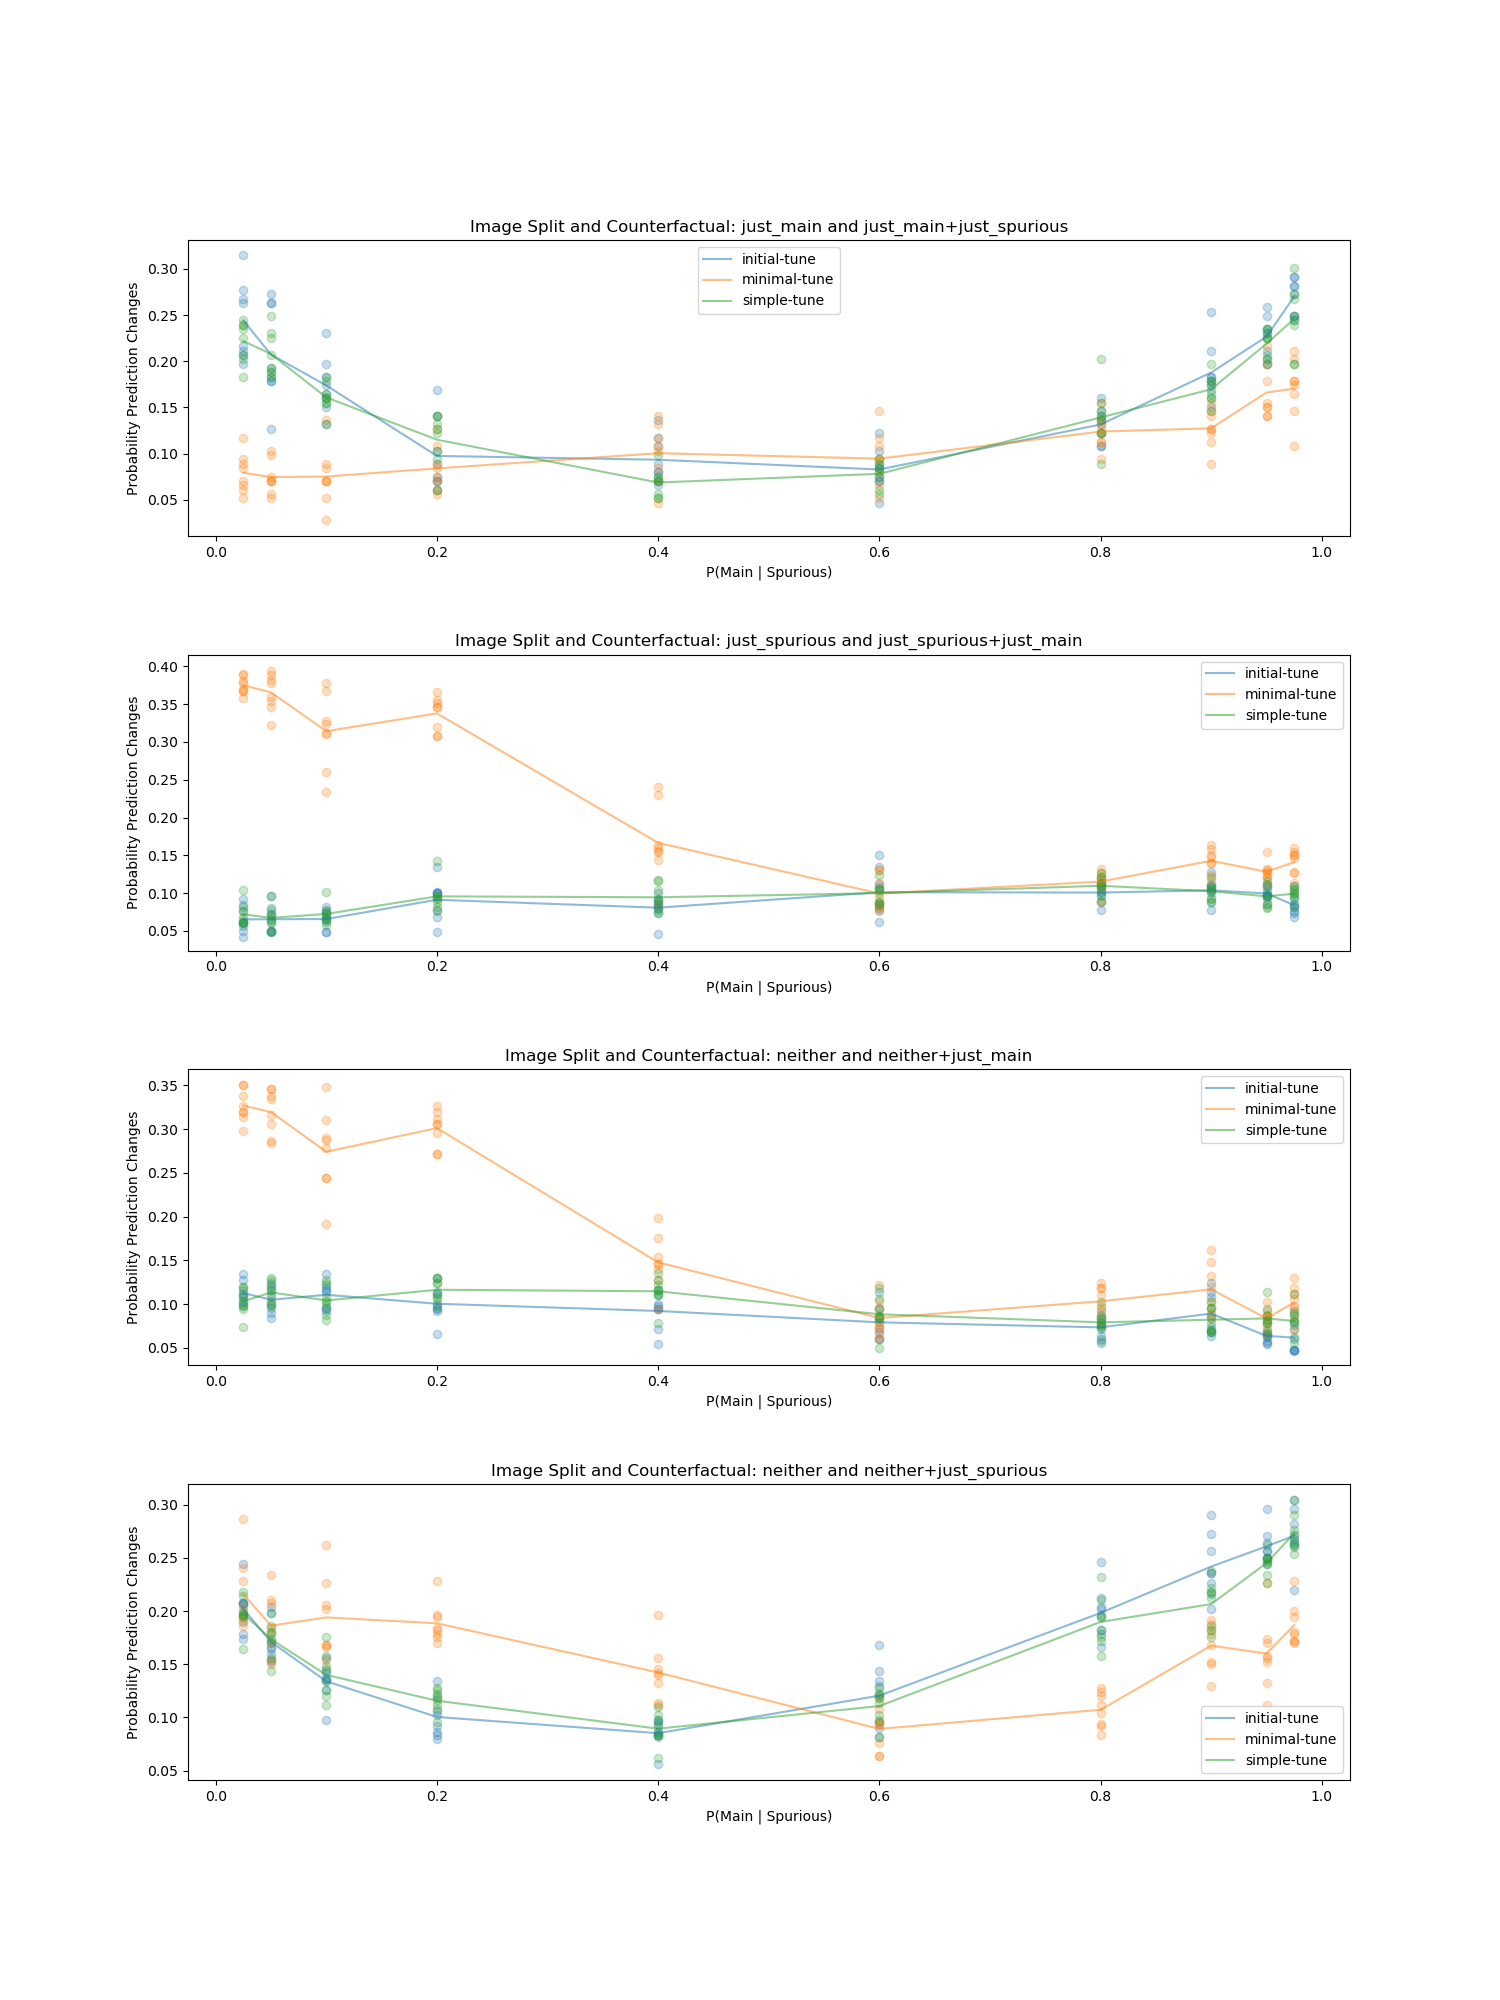 Image Split and Counterfactual: just_main and just_main+just_spurious
Probability Prediction Changes
0.30
0.25
0.20
0.15
0.10
0.05
initial-tune
minimal-tune
simple-tune
0.0 0.2 0.4 0.6 0.8 1.0
P(Main | Spurious)
Image Split and Counterfactual: just_spurious and just_spurious+just_main
Probability Prediction Changes
0.40
0.35
0.30
0.25
0.20
0.15
0.10
0.05
initial-tune
minimal-tune
simple-tune
0.0 0.2 0.4 0.6 0.8 1.0
P(Main | Spurious)
Image Split and Counterfactual: neither and neither+just_main
Probability Prediction Changes
0.35
0.30
0.25
0.20
0.15
0.10
0.05
initial-tune
minimal-tune
simple-tune
0.0 0.2 0.4 0.6 0.8 1.0
P(Main | Spurious)
Image Split and Counterfactual: neither and neither+just_spurious
Probability Prediction Changes
0.30
0.25
0.20
0.15
0.10
0.05
initial-tune
minimal-tune
simple-tune
0.0 0.2 0.4 0.6 0.8 1.0
P(Main | Spurious)